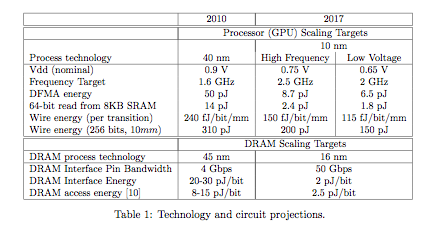 2010 2017
Processor (GPU) Scaling Targets
10 nm
Process technology 40 nm High Frequency Low Voltage
Vdd (nominal) 0.9 V 0.75 V 0.65 V
Frequency Target 1.6 GHz 2.5 GHz 2 GHz
DFMA energy 50 pJ 8.7 pJ 6.5 pJ
64-bit read from 8KB SRAM 14 pJ 2.4 pJ 1.8 pJ
Wire energy (per transition) 240 fJ/bit/mm 150 fJ/bit/mm 115 fJ/bit/mm
Wire energy (256 bits, 10mm) 310 pJ 200 pJ 150 pJ
DRAM Scaling Targets
DRAM process technology 45 nm 16 nm
DRAM Interface Pin Bandwidth 4 Gbps 50 Gbps
DRAM Interface Energy 20-30 pJ/bit 2 pJ/bit
DRAM access energy [10] 8-15 pJ/bit 2.5 pJ/bit
Table 1: Technology and circuit projections.